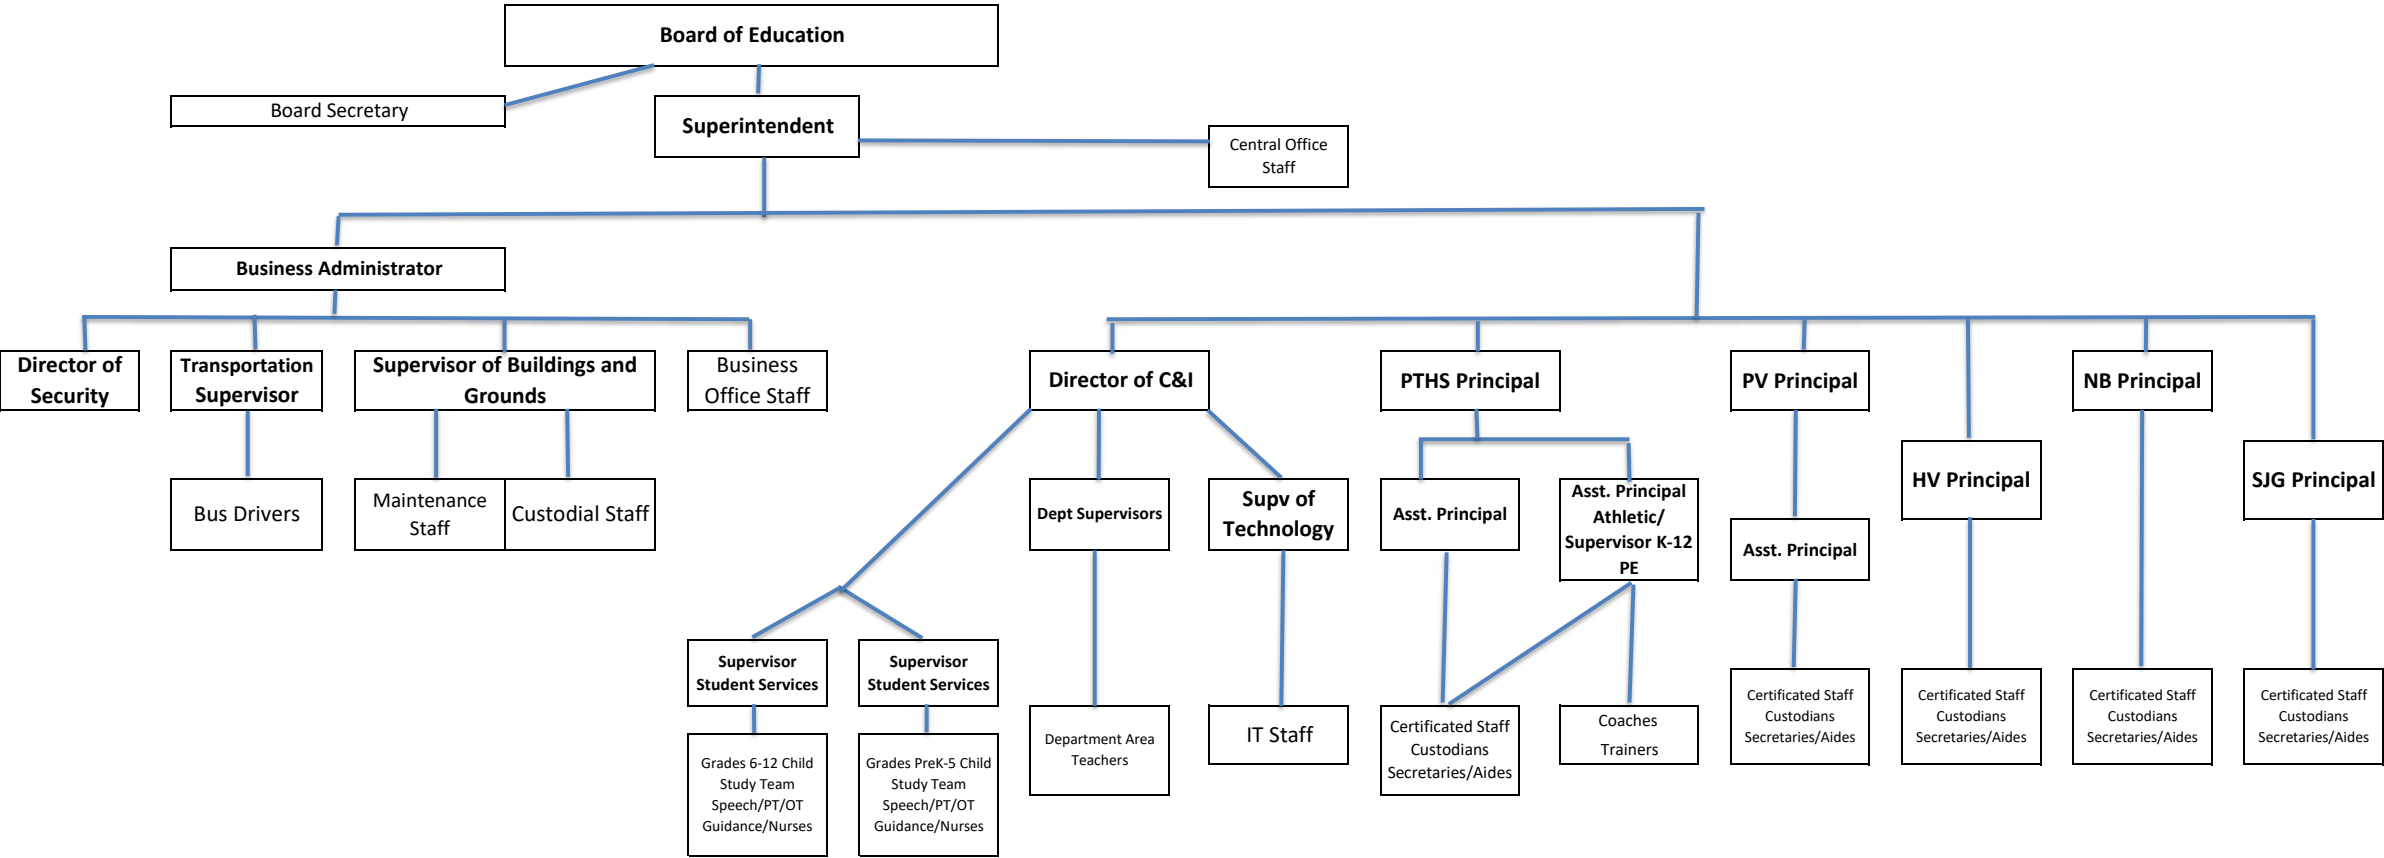 Board of Education
Board Secretary
Superintendent
Central Office
Staff
Business Administrator
Director of
Security
Transportation
Supervisor
Supervisor of Buildings and
Grounds
Business
Office Staff
Director of C&I
PTHS Principal
PV Principal
NB Principal
HV Principal
SJG Principal
Bus Drivers
Maintenance
Staff
Custodial Staff
Dept Supervisors
Supv of
Technology
Asst. Principal
Asst. Principal
Athletic/
Supervisor K-12
PE
Asst. Principal
Supervisor
Student Services
Supervisor
Student Services
Grades 6-12 Child
Study Team
Speech/PT/OT
Guidance/Nurses
Grades PreK-5 Child
Study Team
Speech/PT/OT
Guidance/Nurses
Department Area
Teachers
IT Staff
Certificated Staff
Custodians
Secretaries/Aides
Coaches
Trainers
Certificated Staff
Custodians
Secretaries/Aides
Certificated Staff
Custodians
Secretaries/Aides
Certificated Staff
Custodians
Secretaries/Aides
Certificated Staff
Custodians
Secretaries/Aides